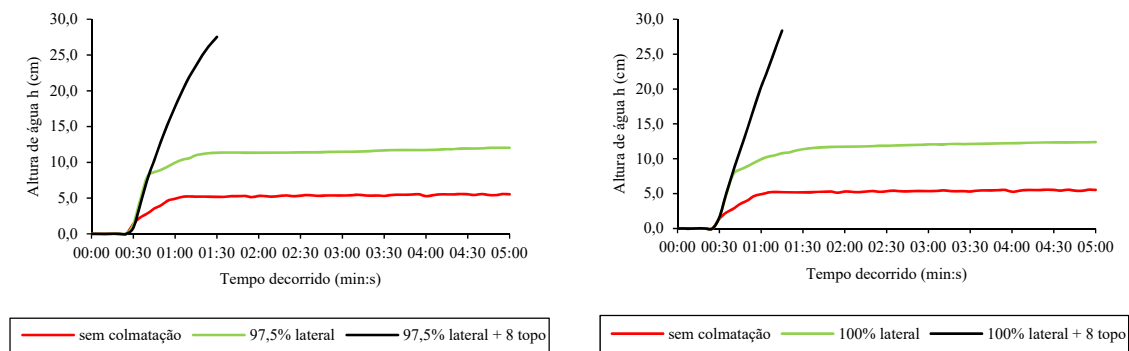 30,0
25,0
20,0
15,0
10,0
5,0
0,0
Altura de água h (cm)
00:00 00:30 01:00 01:30 02:00 02:30 03:00 03:30 04:00 04:30 05:00
Tempo decorrido (min:s)
sem colmatação 97,5% lateral 97,5% lateral + 8 topo
30,0
25,0
20,0
15,0
10,0
5,0
0,0
Altura de água h (cm)
00:00 00:30 01:00 01:30 02:00 02:30 03:00 03:30 04:00 04:30 05:00
Tempo decorrido (min:s)
sem colmatação 100% lateral 100% lateral + 8 topo